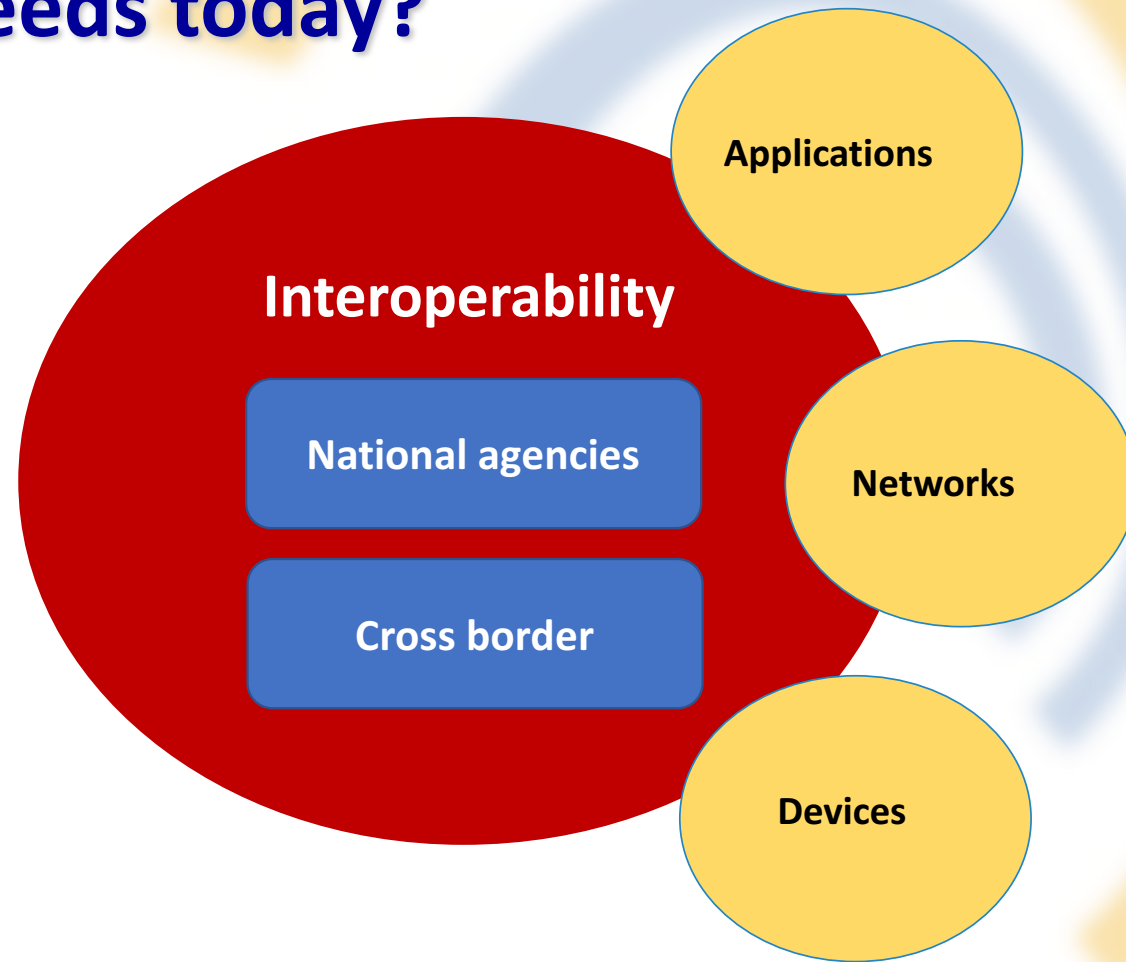 eeds today?
Applications
Interoperability
National agencies
Networks
Cross border
Devices